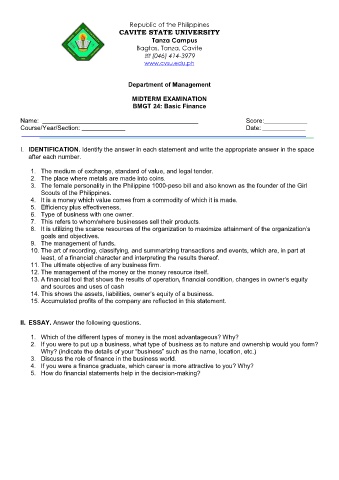 Republic of the Philippines
CAVITE STATE UNIVERSITY
Tanza Campus
Bagtas, Tanza, Cavite
☏ (046) 414-3979
www.cvsu.edu.ph
Department of Management
MIDTERM EXAMINATION
BMGT 24: Basic Finance
Name: ____________ Score: ____________
Course/Year/Section: ____________ Date: ____________
I. IDENTIFICATION. Identify the answer in each statement and write the appropriate answer in the space
after each number.
1. The medium of exchange, standard of value, and legal tender.
2. The place where metals are made into coins.
3. The female personality in the Philippine 1000-peso bill and also known as the founder of the Girl
Scouts of the Philippines.
4. It is a money which value comes from a commodity of which it is made.
5. Efficiency plus effectiveness.
6. Type of business with one owner.
7. This refers to whom/where businesses sell their products.
8. It is utilizing the scarce resources of the organization to maximize attainment of the organization's
goals and objectives,
9. The management of funds.
10. The art of recording, classifying, and summarizing transactions and events, which are, in part at
least, of a financial character and interpreting the results thereof.
11. The ultimate objective of any business firm.
12. The management of the money or the money resource itself.
13. A financial tool that shows the results of operation, financial condition, changes in owner's equity
and sources and uses of cash
14. This shows the assets, liabilities, owner's equity of a business.
15. Accumulated profits of the company are reflected in this statement.
II. ESSAY. Answer the following questions.
1. Which of the different types of money is the most advantageous? Why?
2. If you were to put up a business, what type of business as to nature and ownership would you form?
Why? (indicate the details of your "business" such as the name, location, etc.)
3. Discuss the role of finance in the business world.
4. If you were a finance graduate, which career is more attractive to you? Why?
5. How do financial statements help in the decision-making?